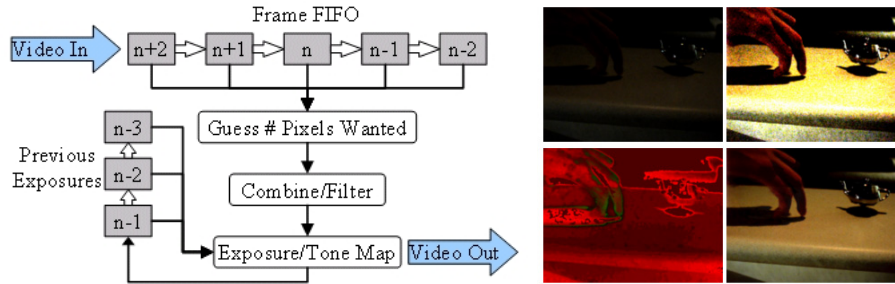 Frame FIFO
Video In
n+2 n+1 n n-1 n-2
Guess # Pixels Wanted
n-3
Previous
Exposures
n-2
Combine/Filter
n-1
Exposure/Tone Map
Video Out